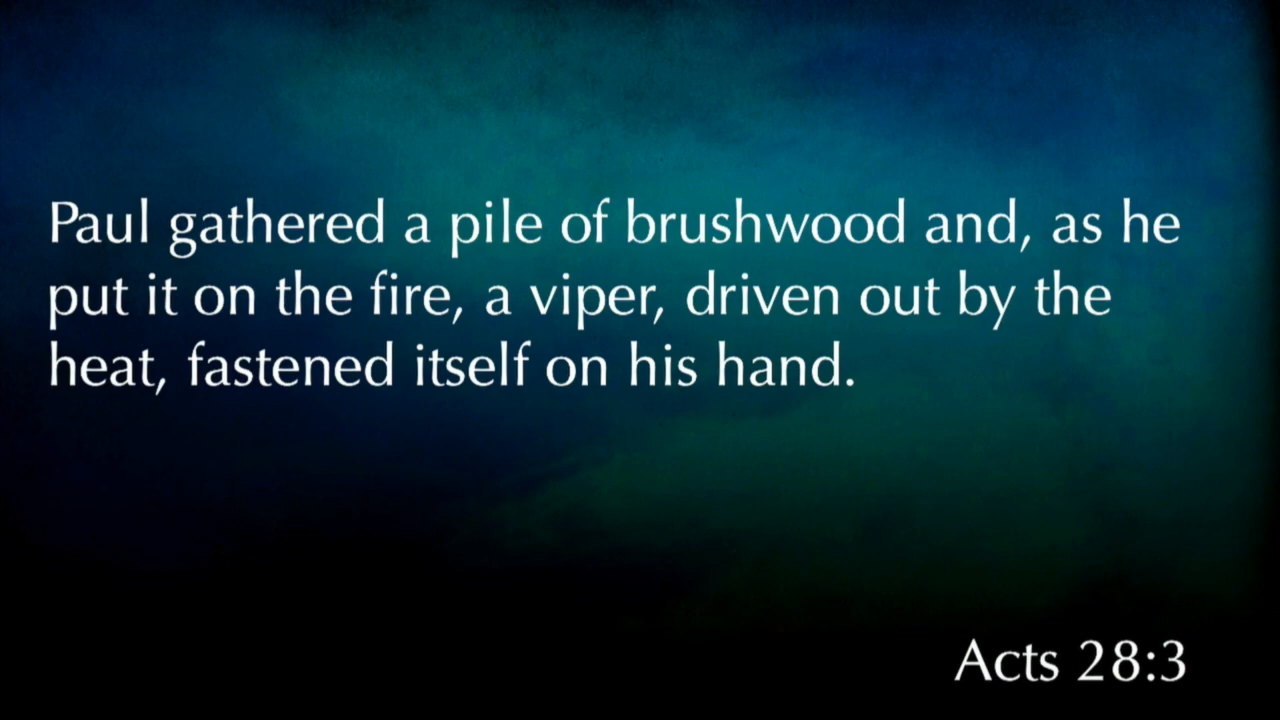 Paul gathered a pile of brushwood and, as he
put it on the fire, a viper, driven out by the
heat, fastened itself on his hand.
Acts 28:3